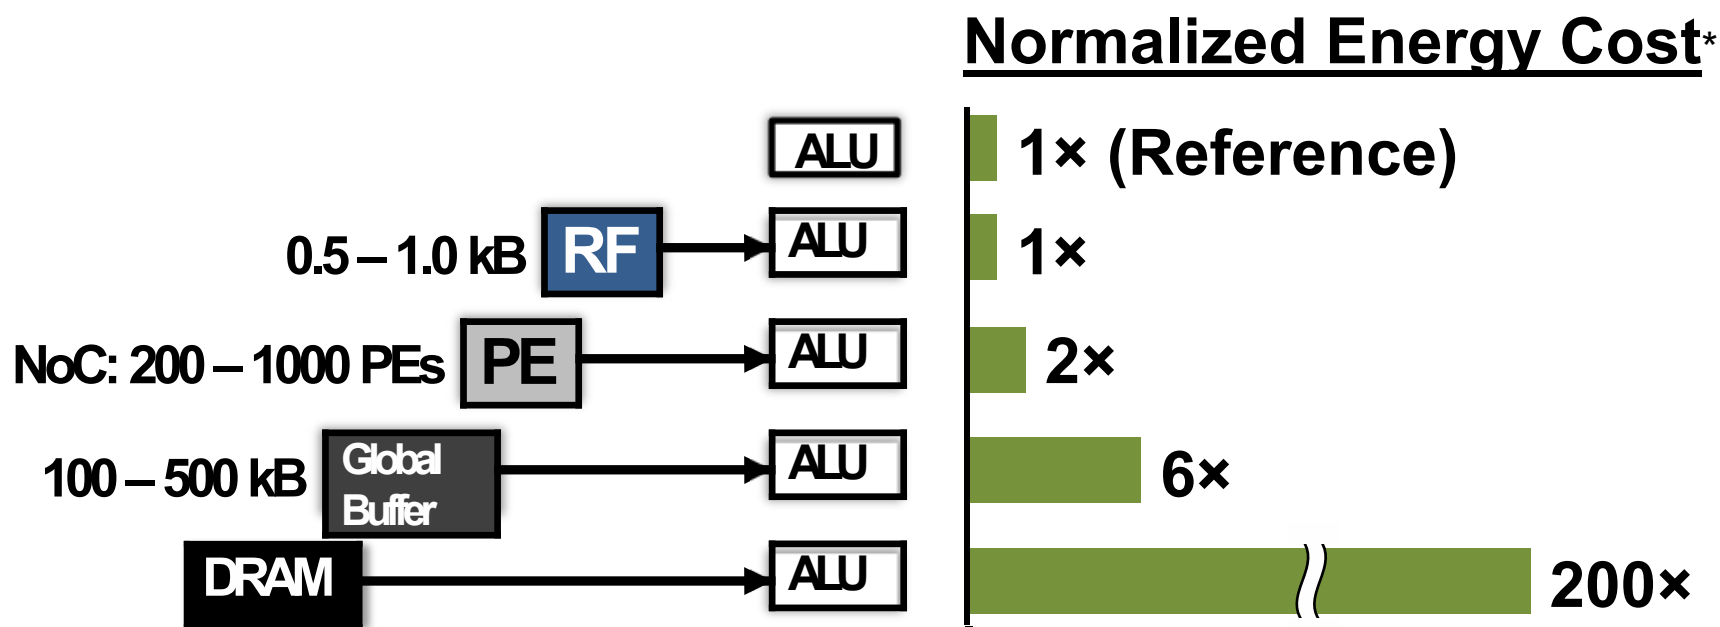 Normalized Energy Cost*
ALU 1× (Reference)
0.5 – 1.0 kB RF ALU 1×
NoC: 200 – 1000 PEs PE ALU 2×
100 – 500 kB Global Buffer ALU 6×
DRAM ALU 200×